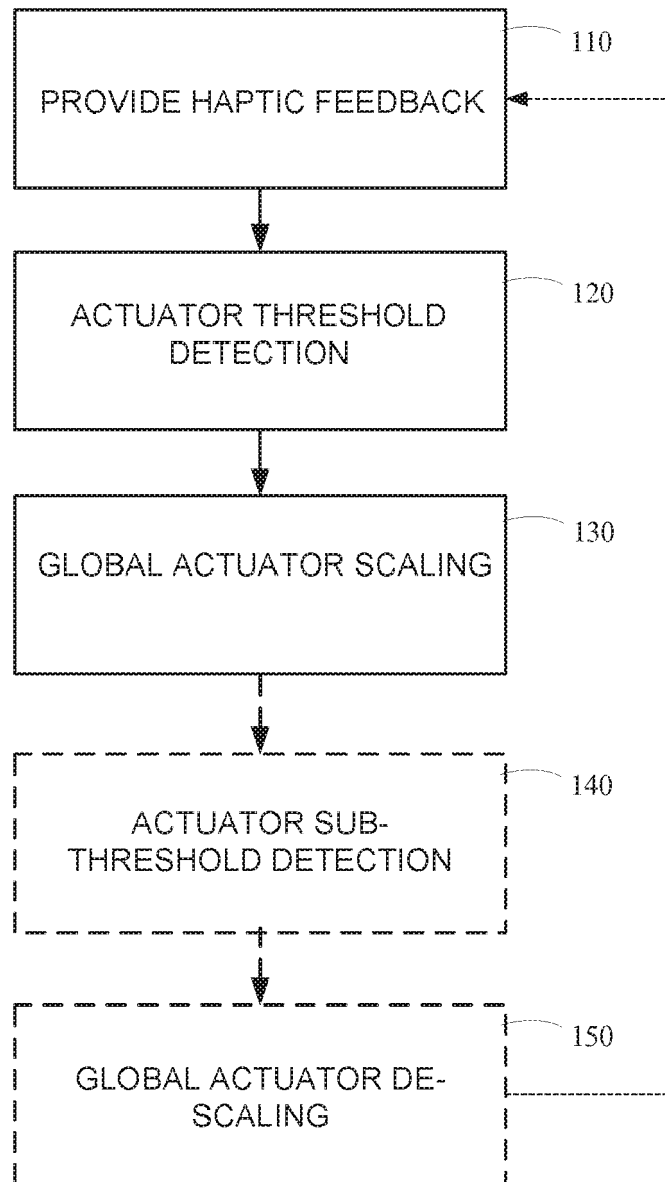 110
PROVIDE HAPTIC FEEDBACK
120
ACTUATOR THRESHOLD
DETECTION
130
GLOBAL ACTUATOR SCALING
140
ACTUATOR SUB-
THRESHOLD DETECTION
150
GLOBAL ACTUATOR DE-
SCALING